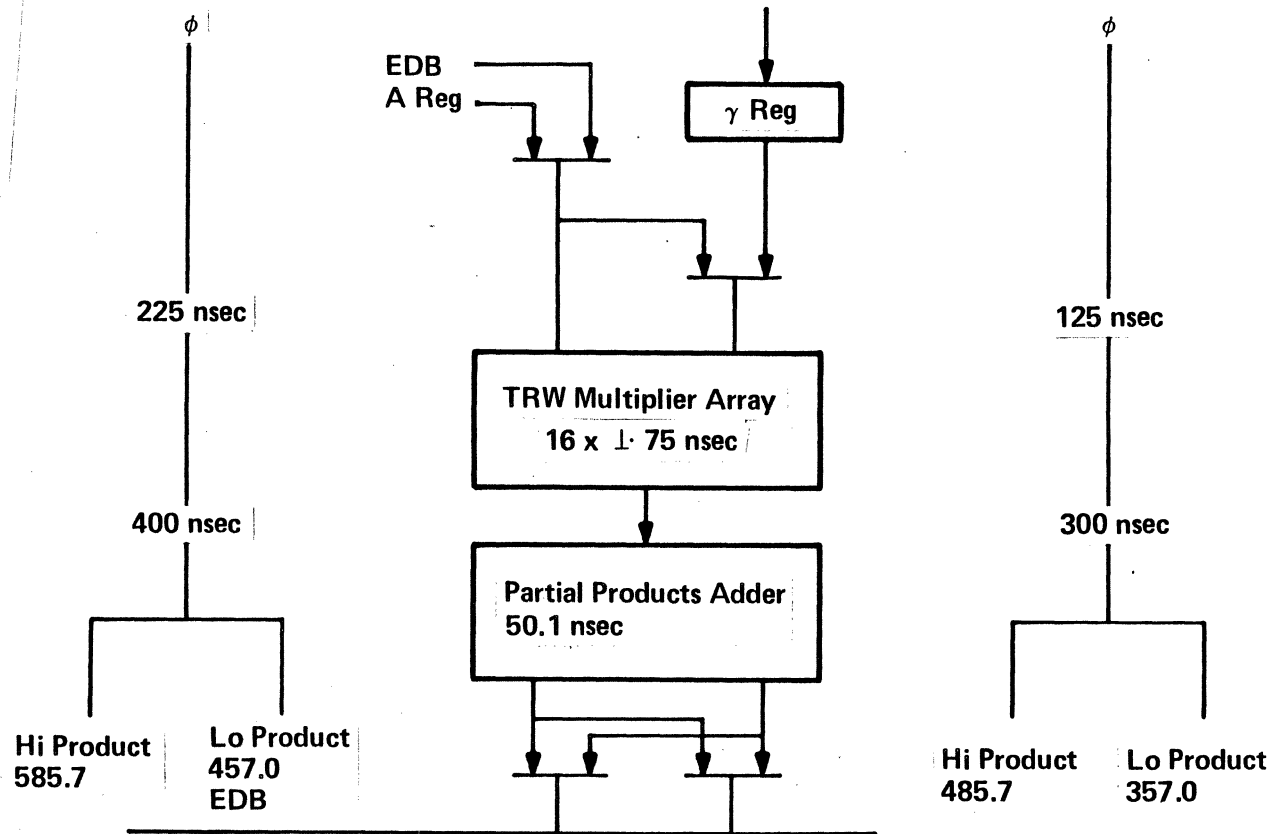 φ
φ
EDB
A Reg
γ Reg
225 nsec
125 nsec
TRW Multiplier Array
16 x ⊥· 75 nsec
400 nsec
300 nsec
Partial Products Adder
50.1 nsec
Hi Product
585.7
Lo Product
457.0
EDB
Hi Product
485.7
Lo Product
357.0